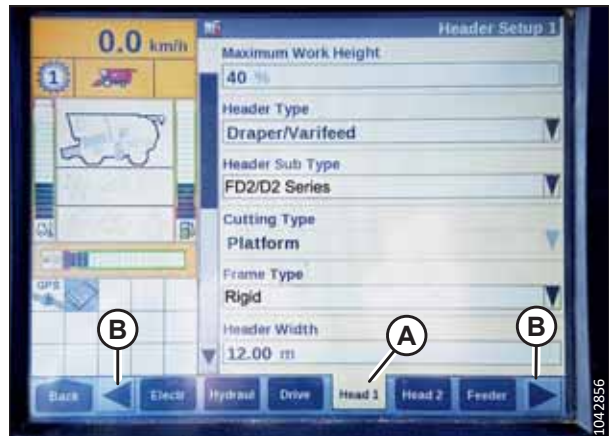 0.0 km/h
Header Setup 1
Maximum Work Height
40 %
1
Header Type
Draper/Varifeed
Header Sub Type
FD2/D2 Series
Cutting Type
Platform
Frame Type
Rigid
GPS
Header Width
12.00 m
B
A
B
Back
Electr
Hydraul
Drive
Head 1
Head 2
Feeder
1042856